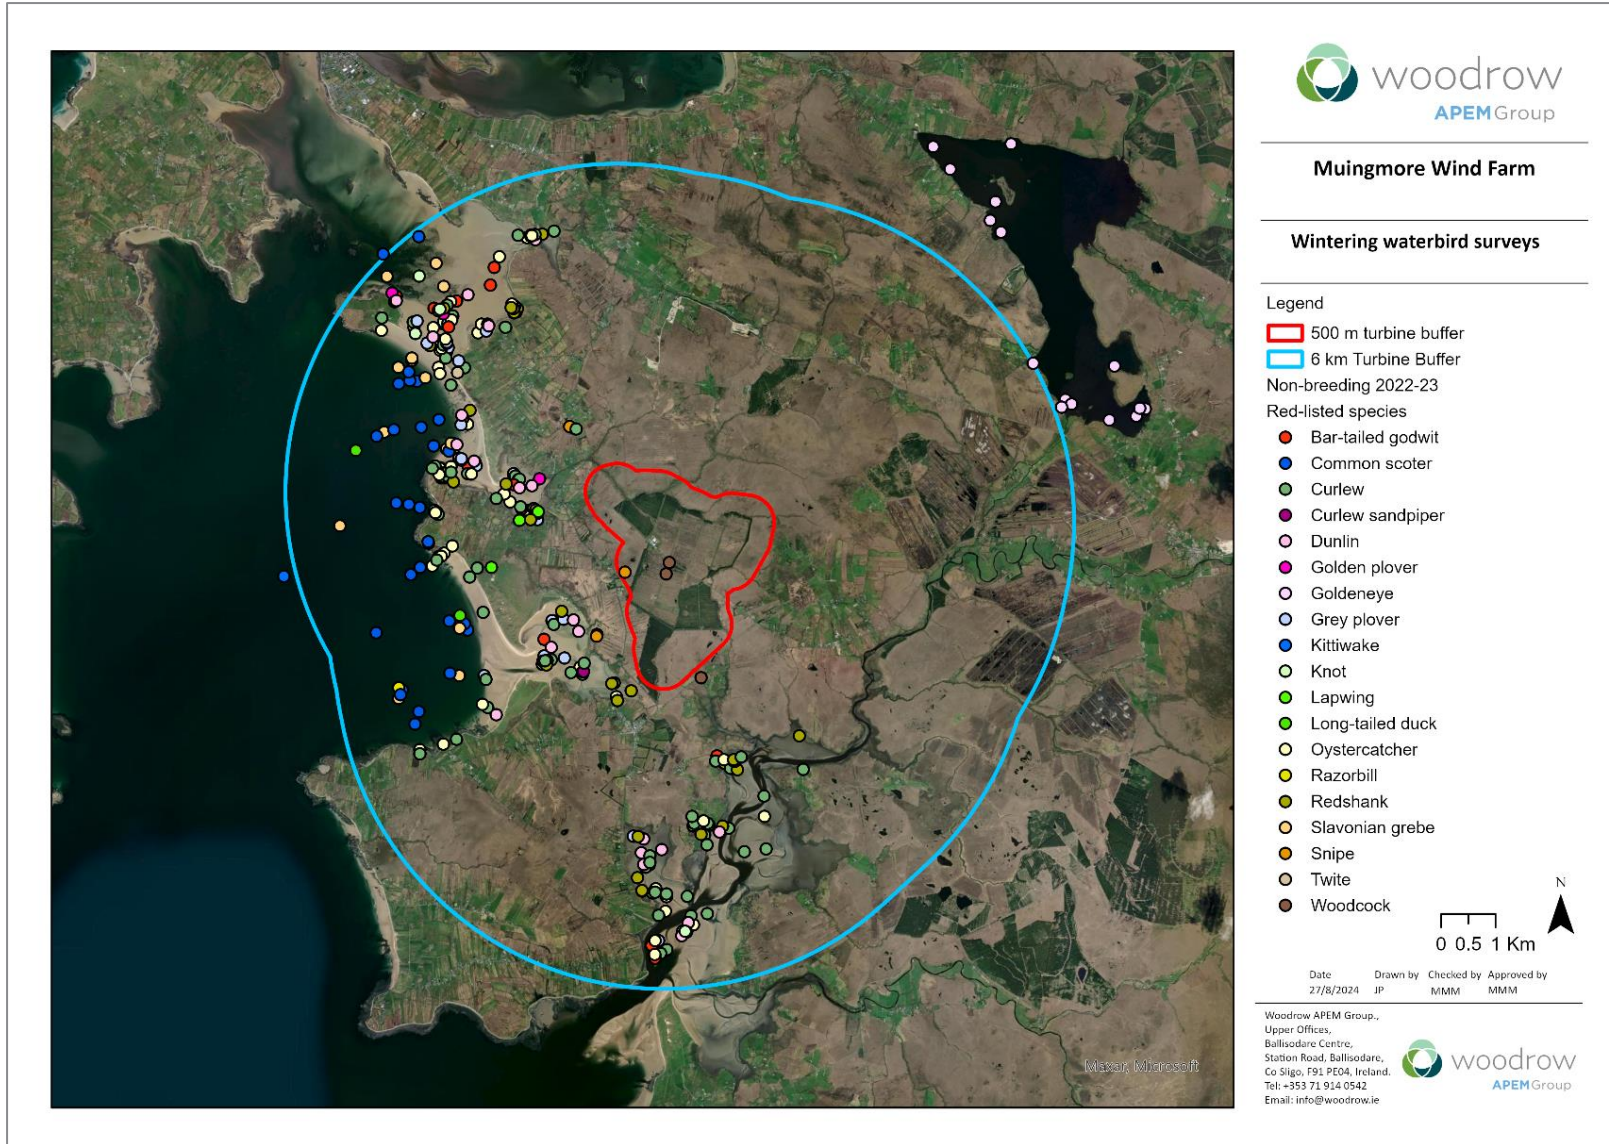 woodrow
APEM Group
Muingmore Wind Farm
Wintering waterbird surveys
Legend
500 m turbine buffer
6 km Turbine Buffer
Non-breeding 2022-23
Red-listed species
Bar-tailed godwit
Common scoter
Curlew
Curlew sandpiper
Dunlin
Golden plover
Goldeneye
Grey plover
Kittiwake
Knot
Lapwing
Long-tailed duck
Oystercatcher
Razorbill
Redshank
Slavonian grebe
Snipe
Twite
Woodcock
N
0 0.5 1 Km
Date Drawn by Checked by Approved by
27/8/2024 JP MMM MMM
Woodrow APEM Group.,
Upper Offices,
Ballisodare Centre,
Station Road, Ballisodare,
Co Sligo, F91 PE04, Ireland.
Tel: +353 71 914 0542
Email: info@woodrow.ie
woodrow
APEM Group
Maxar, Microsoft